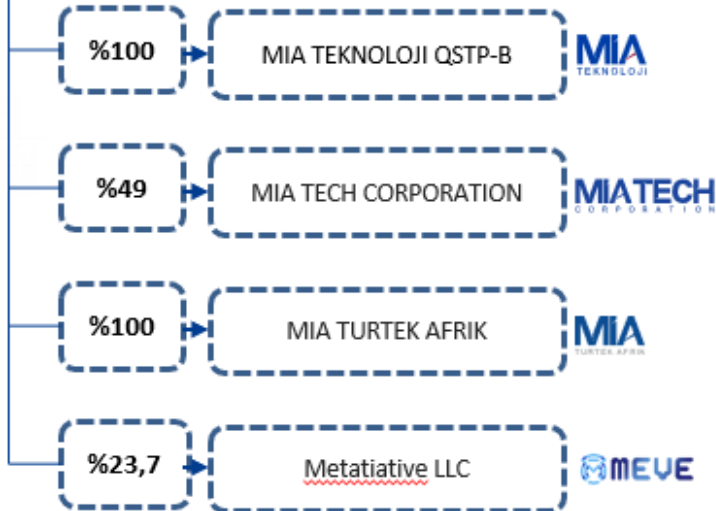 %100
MIA TEKNOLOJI QSTP-B
MIA
TEKNOLOJI
%49
MIA TECH CORPORATION
MIATECH
CORPORATION
%100
MIA TURTEK AFRIK
MIA
TURTEK AFRIK
%23,7
Metatiative LLC
MEVE